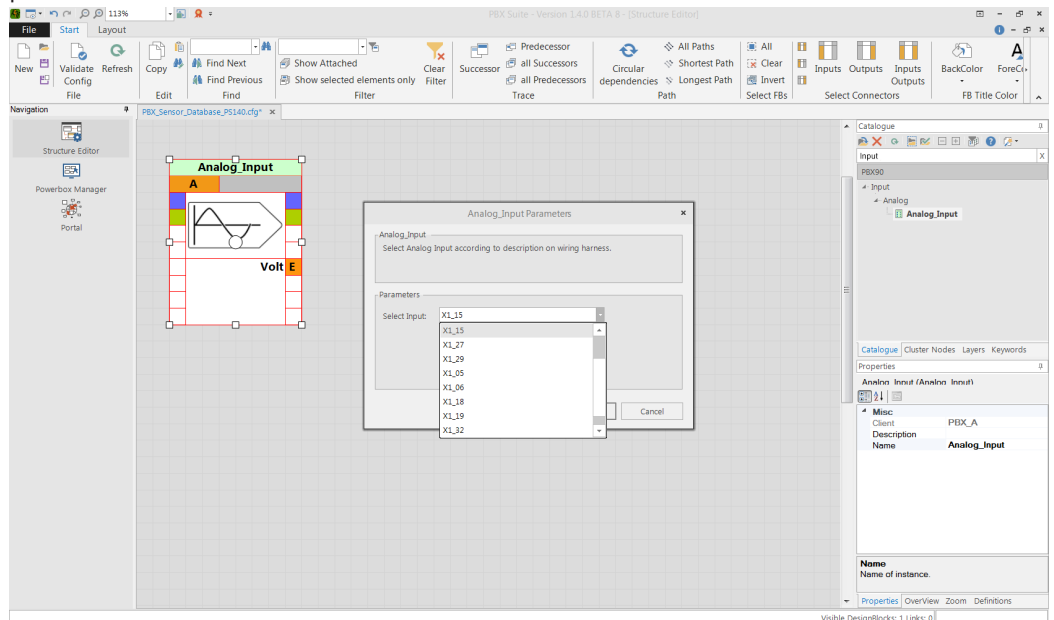 113%
PBX Suite - Version 1.4.0 BETA 8 - [Structure Editor]
File Start Layout
New Validate Config Refresh
File
Copy
Edit
Find Next
Find Previous
Find
Show Attached
Show selected elements only
Clear Filter
Filter
Successor
Predecessor
all Successors
all Predecessors
Trace
Circular dependencies
All Paths
Shortest Path
Longest Path
Path
All
Clear
Invert
Select FBs
Inputs Outputs Inputs Outputs
Select Connectors
BackColor ForeCo
FB Title Color
Navigation
Structure Editor
Powerbox Manager
Portal
PBX_Sensor_Database_PS140.cfg* x
Analog_Input
A
Volt E
Analog_Input Parameters
Analog_Input
Select Analog Input according to description on wiring harness.
Parameters
Select Input: X1_15
X1_15
X1_27
X1_29
X1_05
X1_06
X1_18
X1_19
X1_32
Cancel
Catalogue
Input X
PBX90
Input
Analog
Analog_Input
Catalogue Cluster Nodes Layers Keywords
Properties
Analog_Input (Analog_Input)
Misc
Client PBX_A
Description
Name Analog_Input
Name
Name of instance.
Properties OverView Zoom Definitions
Visible DesignBlocks: 1 Links: 0